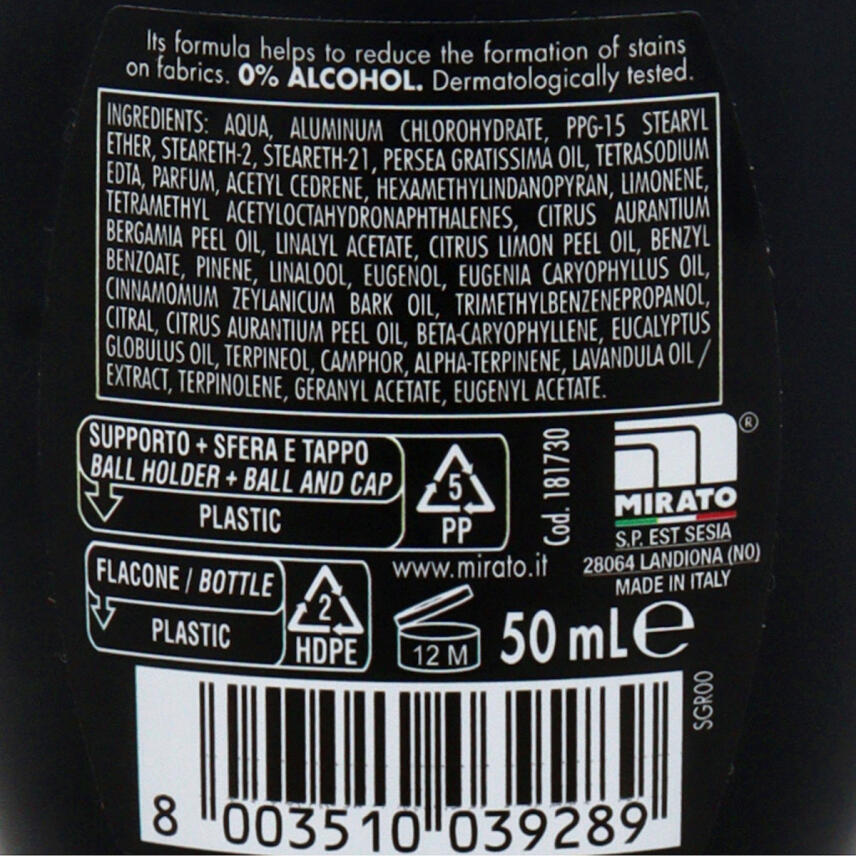 Its formula helps to reduce the formation of stains
on fabrics. 0% ALCOHOL. Dermatologically tested.
INGREDIENTS: AQUA, ALUMINUM CHLOROHYDRATE, PPG-15 STEARYL
ETHER, STEARETH-2, STEARETH-21, PERSEA GRATISSIMA OIL, TETRASODIUM
EDTA, PARFUM, ACETYL CEDRENE, HEXAMETHYLINDANOPYRAN, LIMONENE,
TETRAMETHYL ACETYLOCTAHYDRONAPHTHALENES, CITRUS AURANTIUM
BERGAMIA PEEL OIL, LINALYL ACETATE, CITRUS LIMON PEEL OIL, BENZYL
BENZOATE, PINENE, LINALOOL, EUGENOL, EUGENIA CARYOPHYLLUS OIL,
CINNAMOMUM ZEYLANICUM BARK OIL, TRIMETHYLBENZENEPROPANOL,
CITRAL, CITRUS AURANTIUM PEEL OIL, BETA-CARYOPHYLLENE, EUCALYPTUS
GLOBULUS OIL, TERPINEOL, CAMPHOR, ALPHA-TERPINENE, LAVANDULA OIL /
EXTRACT, TERPINOLENE, GERANYL ACETATE, EUGENYL ACETATE.
SUPPORTO + SFERA E TAPPO
BALL HOLDER + BALL AND CAP
PLASTIC
5
PP
Cod. 181730
®
MIRATO
S.P. EST SESIA
28064 LANDIONA (NO)
MADE IN ITALY
www.mirato.it
FLACONE / BOTTLE
PLASTIC
2
HDPE
12 M
50 mL e
SGR00
8 003510 039289